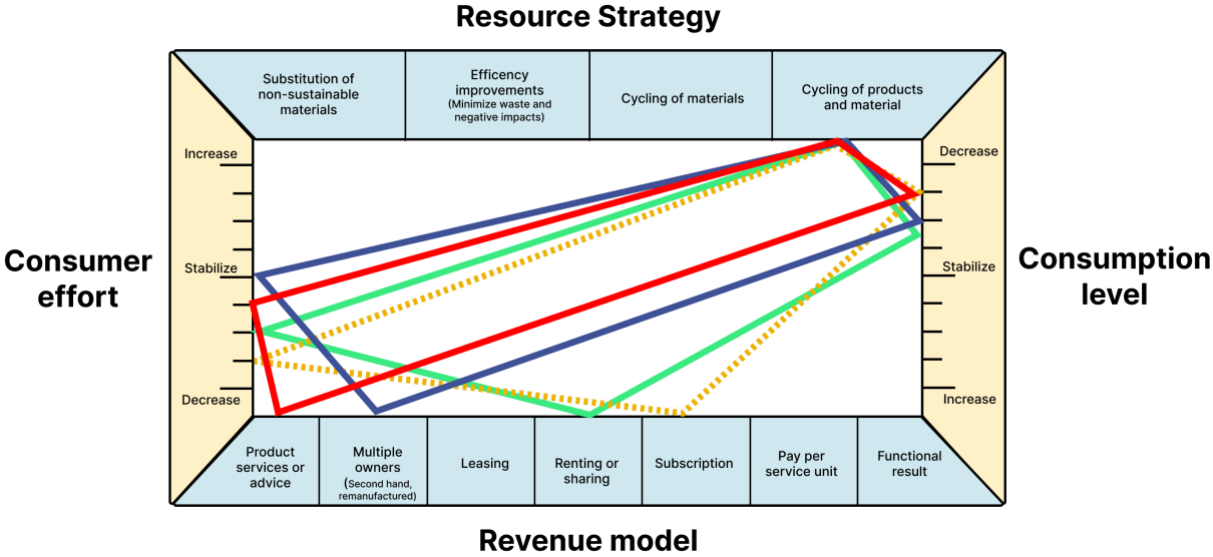 Resource Strategy
Substitution of
non-sustainable
materials
Efficency
improvements
(Minimize waste and
negative impacts)
Cycling of materials
Cycling of products
and material
Increase
Stabilize
Decrease
Consumer
effort
Decrease
Stabilize
Increase
Consumption
level
Product
services or
advice
Multiple
owners
(Second hand,
remanufactured)
Leasing
Renting or
sharing
Subscription
Pay per
service unit
Functional
result
Revenue model